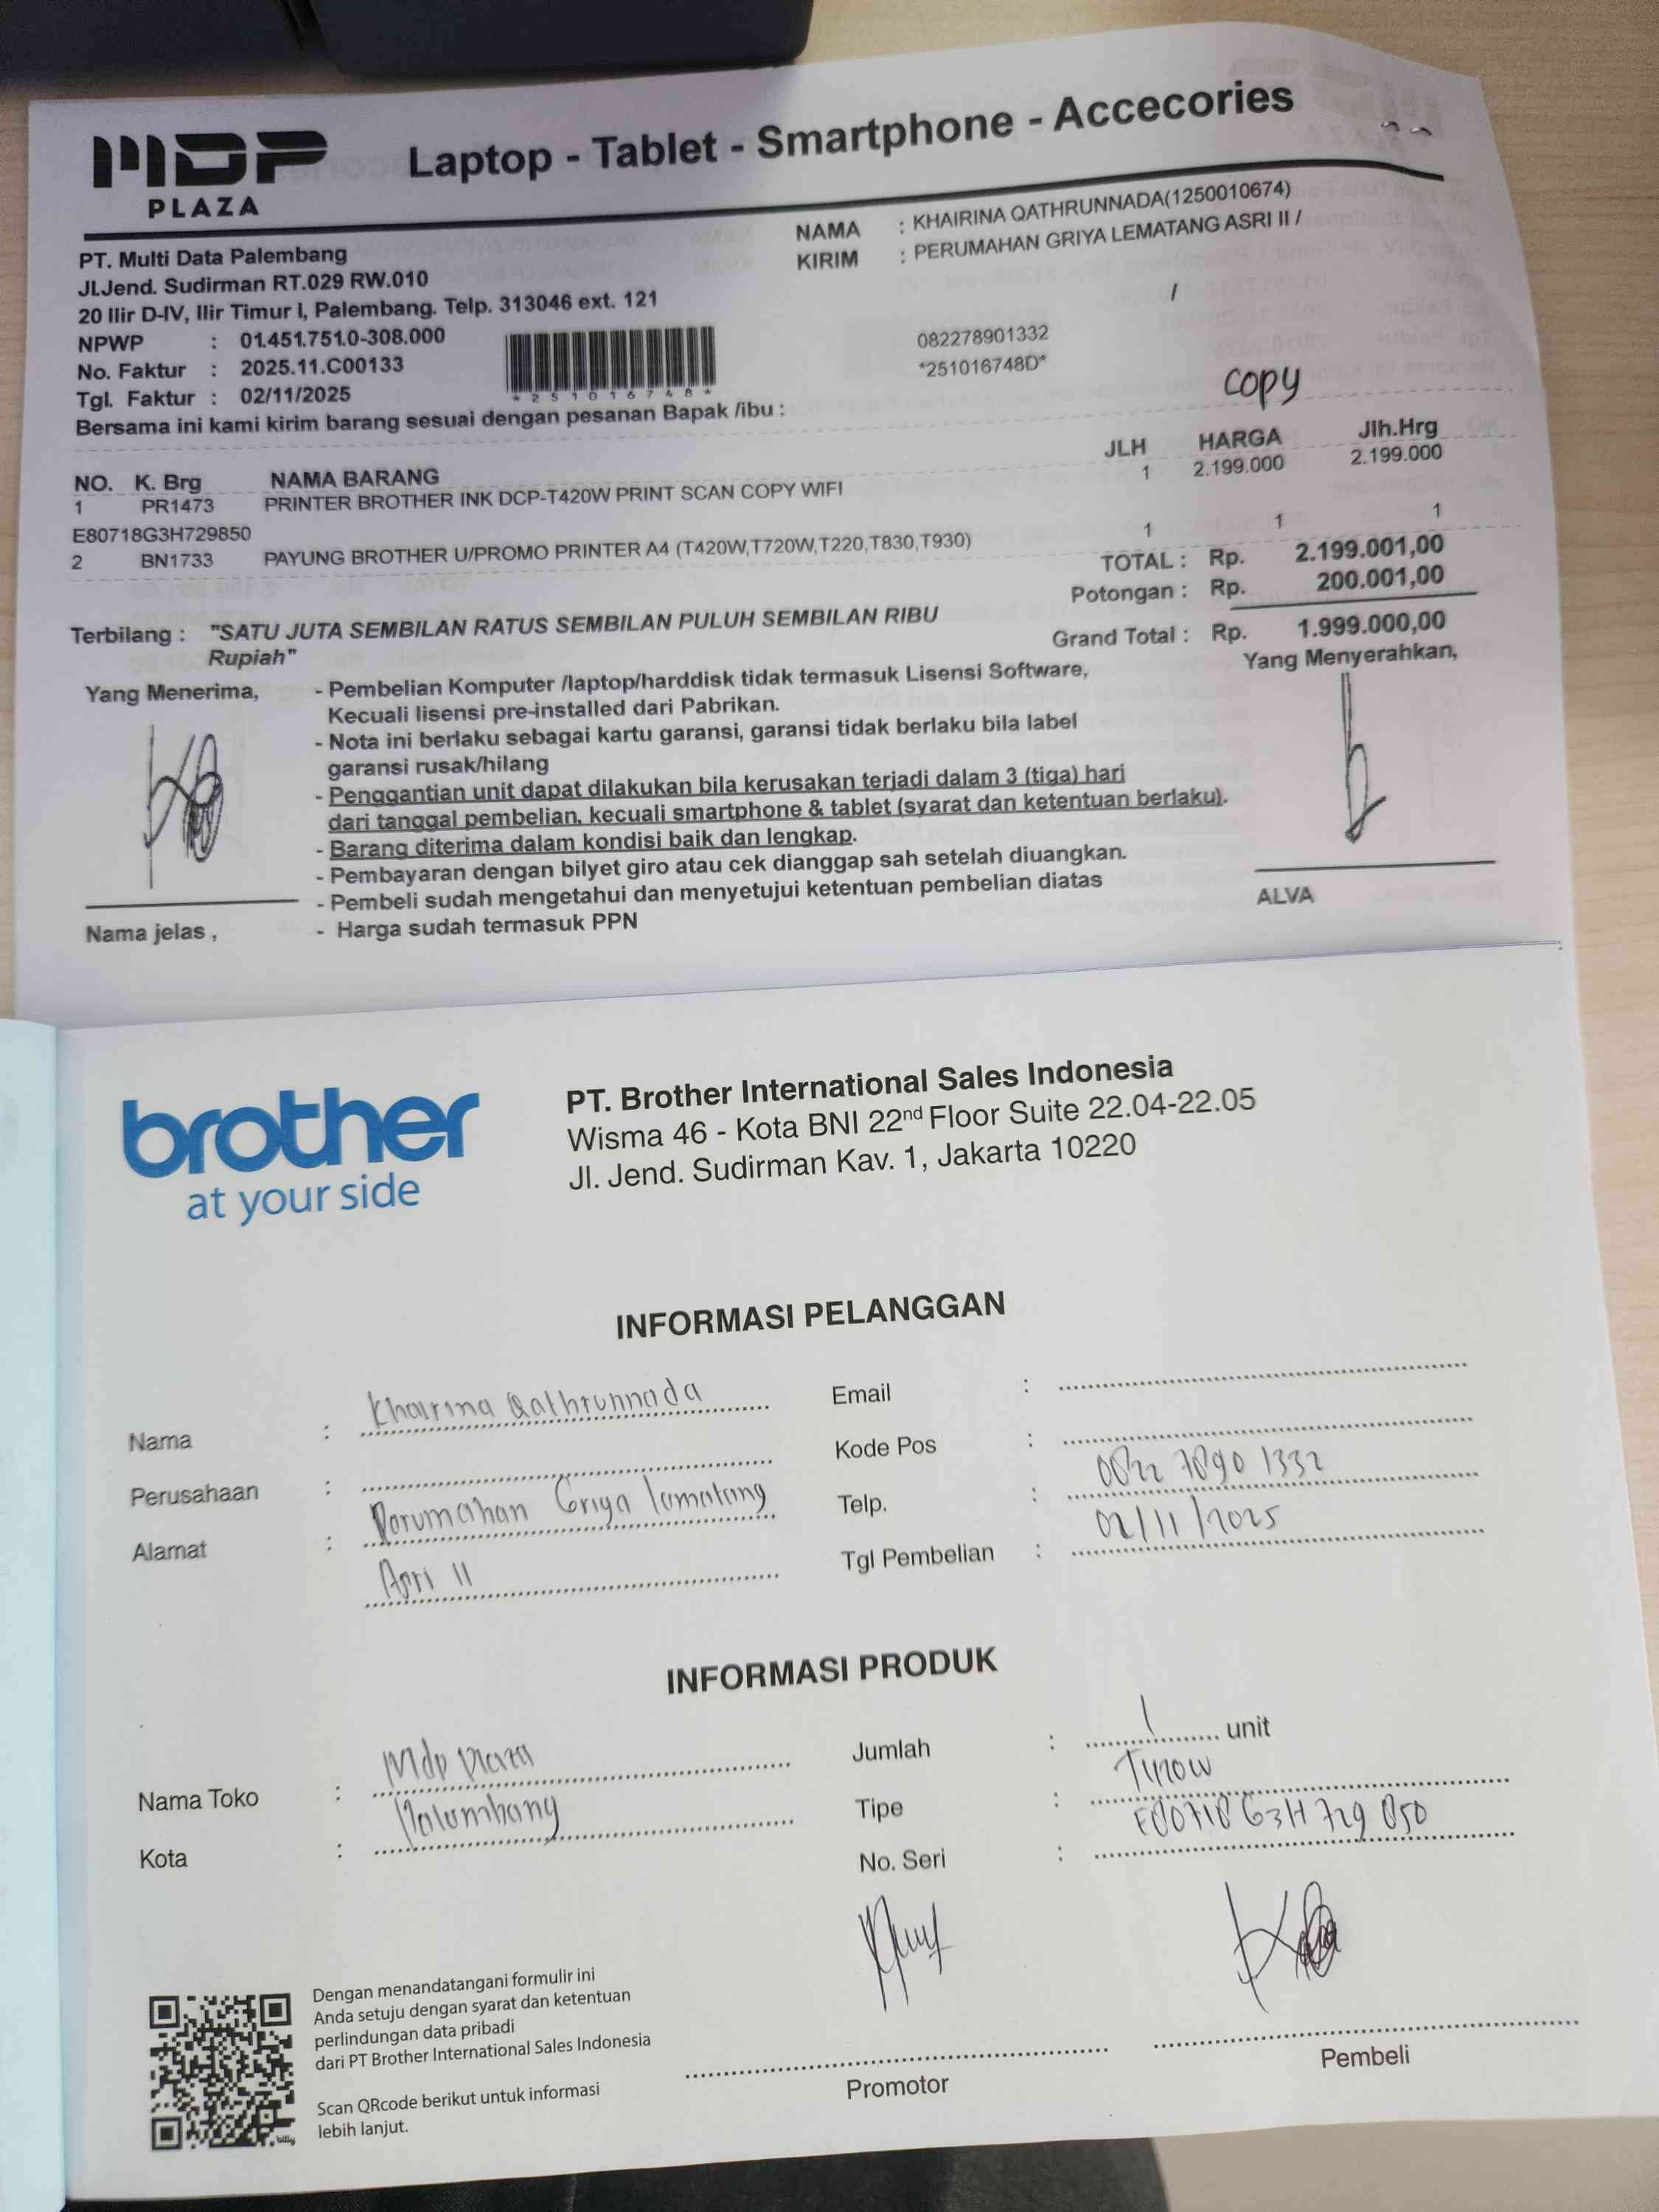 MDP
PLAZA
Laptop - Tablet - Smartphone - Accecories
PT. Multi Data Palembang
Jl.Jend. Sudirman RT.029 RW.010
20 Ilir D-IV, Ilir Timur I, Palembang. Telp. 313046 ext. 121
NPWP : 01.451.751.0-308.000
No. Faktur : 2025.11.C00133
Tgl. Faktur : 02/11/2025
NAMA : KHAIRINA QATHRUNNADA(1250010674)
KIRIM : PERUMAHAN GRIYA LEMATANG ASRI II /
/
082278901332
*251016748D*
*251016748*
copy
Bersama ini kami kirim barang sesuai dengan pesanan Bapak /ibu :
NO. K. Brg NAMA BARANG JLH HARGA Jlh.Hrg
1 PR1473 PRINTER BROTHER INK DCP-T420W PRINT SCAN COPY WIFI 1 2.199.000 2.199.000
E80718G3H729850
2 BN1733 PAYUNG BROTHER U/PROMO PRINTER A4 (T420W,T720W,T220,T830,T930) 1 1 1
TOTAL : Rp. 2.199.001,00
Potongan : Rp. 200.001,00
Grand Total : Rp. 1.999.000,00
Terbilang : "SATU JUTA SEMBILAN RATUS SEMBILAN PULUH SEMBILAN RIBU
Rupiah"
Yang Menerima,
Yang Menyerahkan,
- Pembelian Komputer /laptop/harddisk tidak termasuk Lisensi Software,
Kecuali lisensi pre-installed dari Pabrikan.
- Nota ini berlaku sebagai kartu garansi, garansi tidak berlaku bila label
garansi rusak/hilang
- Penggantian unit dapat dilakukan bila kerusakan terjadi dalam 3 (tiga) hari
dari tanggal pembelian, kecuali smartphone & tablet (syarat dan ketentuan berlaku).
- Barang diterima dalam kondisi baik dan lengkap.
- Pembayaran dengan bilyet giro atau cek dianggap sah setelah diuangkan.
- Pembeli sudah mengetahui dan menyetujui ketentuan pembelian diatas
- Harga sudah termasuk PPN
Nama jelas ,
ALVA
brother
at your side
PT. Brother International Sales Indonesia
Wisma 46 - Kota BNI 22nd Floor Suite 22.04-22.05
Jl. Jend. Sudirman Kav. 1, Jakarta 10220
INFORMASI PELANGGAN
Nama : Khairina Qathrunnada
Perusahaan :
Alamat : Perumahan Griya lematang
Asri II
Email :
Kode Pos :
Telp. : 0822 7890 1332
Tgl Pembelian : 02/11/2025
INFORMASI PRODUK
Nama Toko : Mdp Plaza
Kota : Palembang
Jumlah : 1 unit
Tipe : T420W
No. Seri : E80718G3H729850
Dengan menandatangani formulir ini
Anda setuju dengan syarat dan ketentuan
perlindungan data pribadi
dari PT Brother International Sales Indonesia
Scan QRcode berikut untuk informasi
lebih lanjut.
Promotor
Pembeli